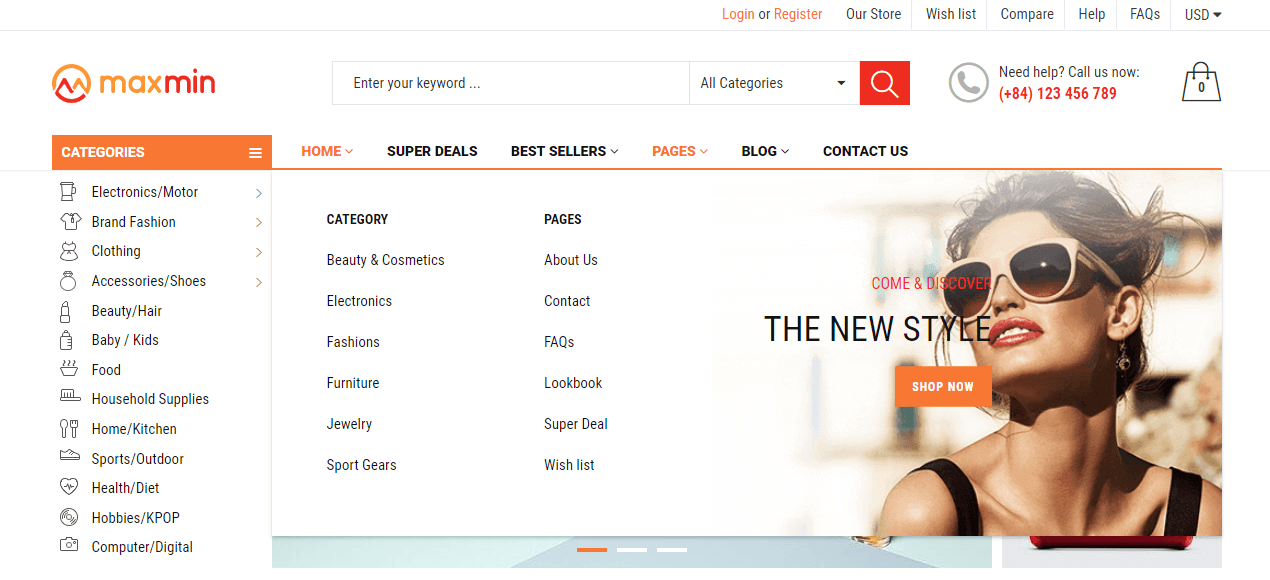 Login or Register Our Store Wish list Compare Help FAQs USD
maxmin
Enter your keyword ... All Categories
Need help? Call us now:
(+84) 123 456 789
0
CATEGORIES
HOME SUPER DEALS BEST SELLERS PAGES BLOG CONTACT US
Electronics/Motor
Brand Fashion
Clothing
Accessories/Shoes
Beauty/Hair
Baby / Kids
Food
Household Supplies
Home/Kitchen
Sports/Outdoor
Health/Diet
Hobbies/KPOP
Computer/Digital
CATEGORY
Beauty & Cosmetics
Electronics
Fashions
Furniture
Jewelry
Sport Gears
PAGES
About Us
Contact
FAQs
Lookbook
Super Deal
Wish list
COME & DISCOVER
THE NEW STYLE
SHOP NOW